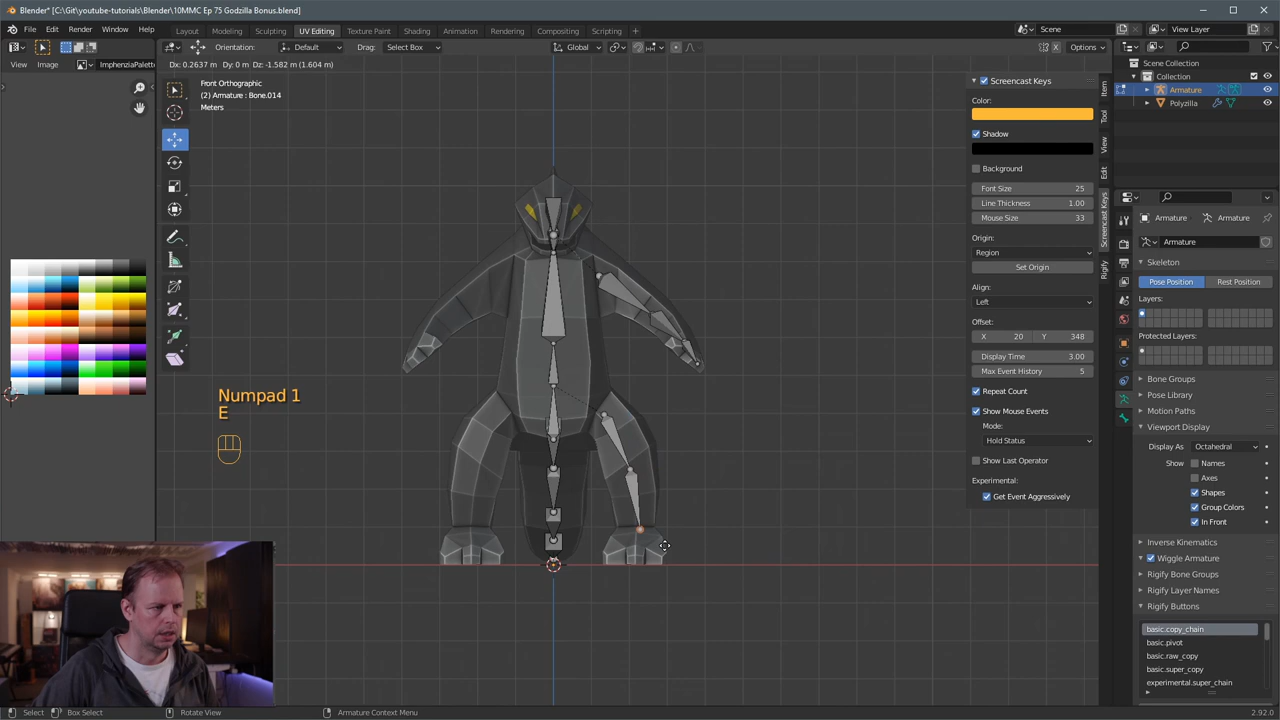 Blender* [C:\Git\youtube-tutorials\Blender\10MMC Ep 75 Godzilla Bonus.blend]
File Edit Render Window Help
Layout Modeling Sculpting UV Editing Texture Paint Shading Animation Rendering Compositing Scripting +
Scene
View Layer
Orientation: Default Drag: Select Box
Global
Options
View Image ImphenziaPalett
Dx: 0.2637 m Dy: 0 m Dz: -1.582 m (1.604 m)
Front Orthographic
(2) Armature : Bone.014
Meters
Numpad 1
E
Screencast Keys
Color:
Shadow
Background
Font Size 25
Line Thickness 1.00
Mouse Size 33
Origin:
Region
Set Origin
Align:
Left
Offset:
X 20 Y 348
Display Time 3.00
Max Event History 5
Repeat Count
Show Mouse Events
Mode:
Hold Status
Show Last Operator
Experimental:
Get Event Aggressively
Item
Tool
View
Edit
Screencast Keys
Rigify
Scene Collection
Collection
Armature
Polyzilla
Armature Armature
Armature
Skeleton
Pose Position Rest Position
Layers:
Protected Layers:
Bone Groups
Pose Library
Motion Paths
Viewport Display
Display As Octahedral
Show Names
Axes
Shapes
Group Colors
In Front
Inverse Kinematics
Wiggle Armature
Rigify Bone Groups
Rigify Layer Names
Rigify Buttons
basic.copy_chain
basic.pivot
basic.raw_copy
basic.super_copy
experimental.super_chain
Select Box Select Rotate View Armature Context Menu
2.92.0